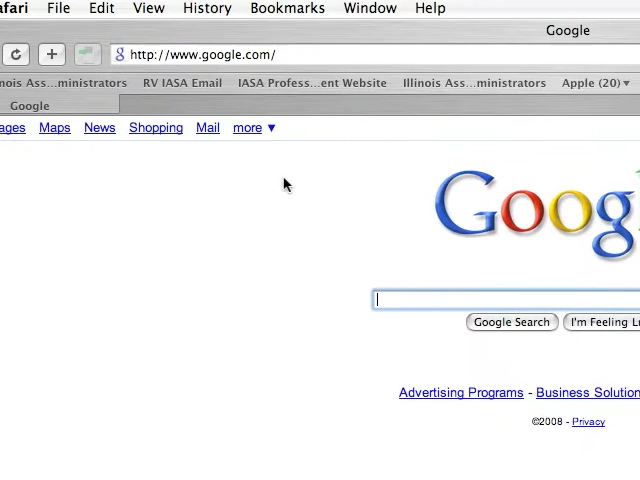 afari File Edit View History Bookmarks Window Help
Google
http://www.google.com/
nois Ass...ministrators RV IASA Email IASA Profess...ent Website Illinois Ass...ministrators Apple (20)▼
Google
ages Maps News Shopping Mail more ▼
Goog
Google Search I'm Feeling Lu
Advertising Programs - Business Solution
©2008 - Privacy